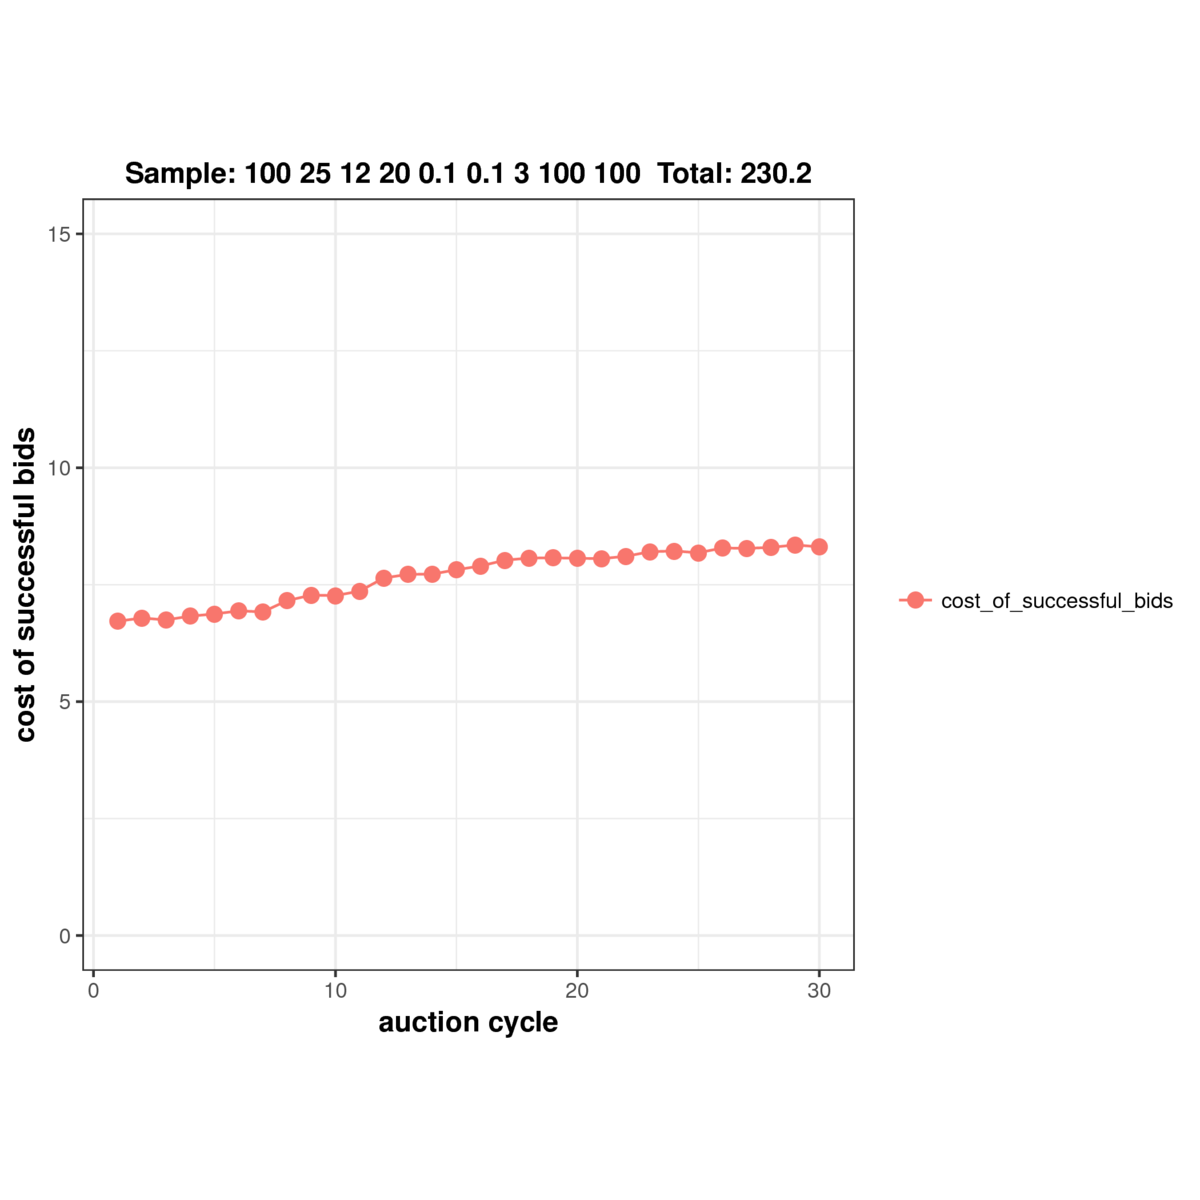 Sample: 100 25 12 20 0.1 0.1 3 100 100  Total: 230.2
15
10
5
0
cost of successful bids
0 10 20 30
auction cycle
cost_of_successful_bids